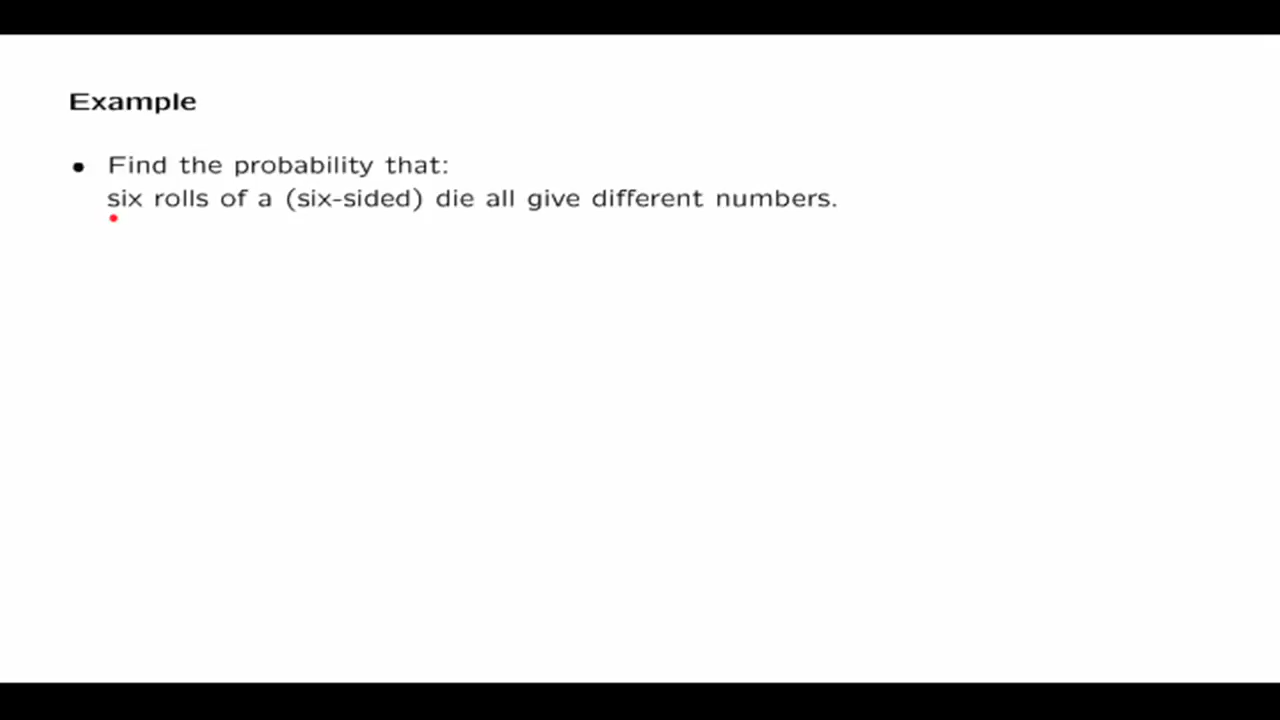 Example
• Find the probability that:
six rolls of a (six-sided) die all give different numbers.